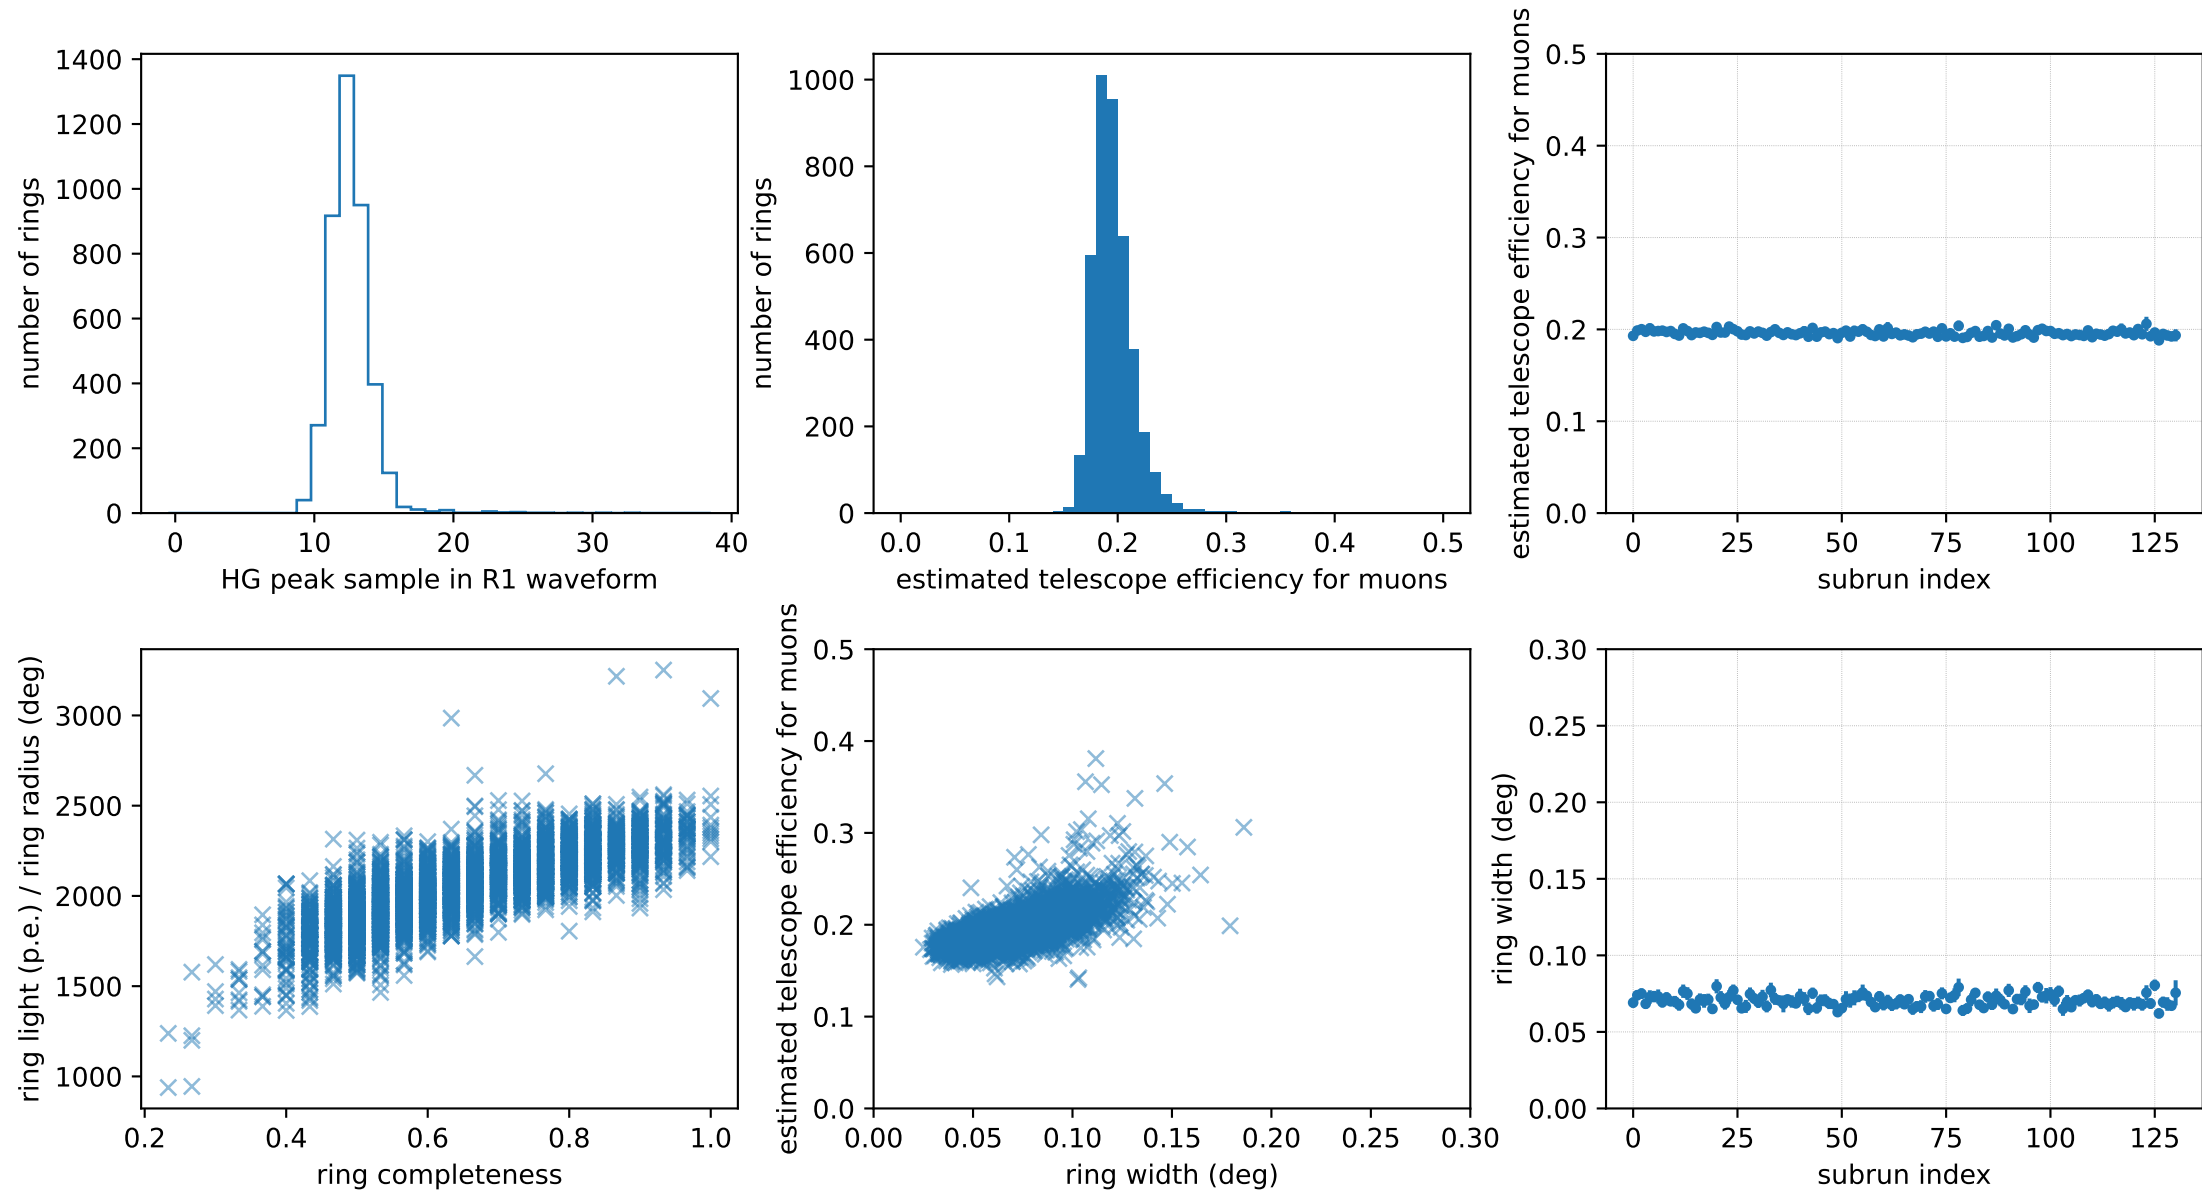 1400
1200
1000
800
600
400
200
0
number of rings
0 10 20 30 40
HG peak sample in R1 waveform
1000
800
600
400
200
0
number of rings
0.0 0.1 0.2 0.3 0.4 0.5
estimated telescope efficiency for muons
0.5
0.4
0.3
0.2
0.1
0.0
estimated telescope efficiency for muons
0 25 50 75 100 125
subrun index
3000
2500
2000
1500
1000
ring light (p.e.) / ring radius (deg)
0.2 0.4 0.6 0.8 1.0
ring completeness
0.5
0.4
0.3
0.2
0.1
0.0
estimated telescope efficiency for muons
0.00 0.05 0.10 0.15 0.20 0.25 0.30
ring width (deg)
0.30
0.25
0.20
0.15
0.10
0.05
0.00
ring width (deg)
0 25 50 75 100 125
subrun index